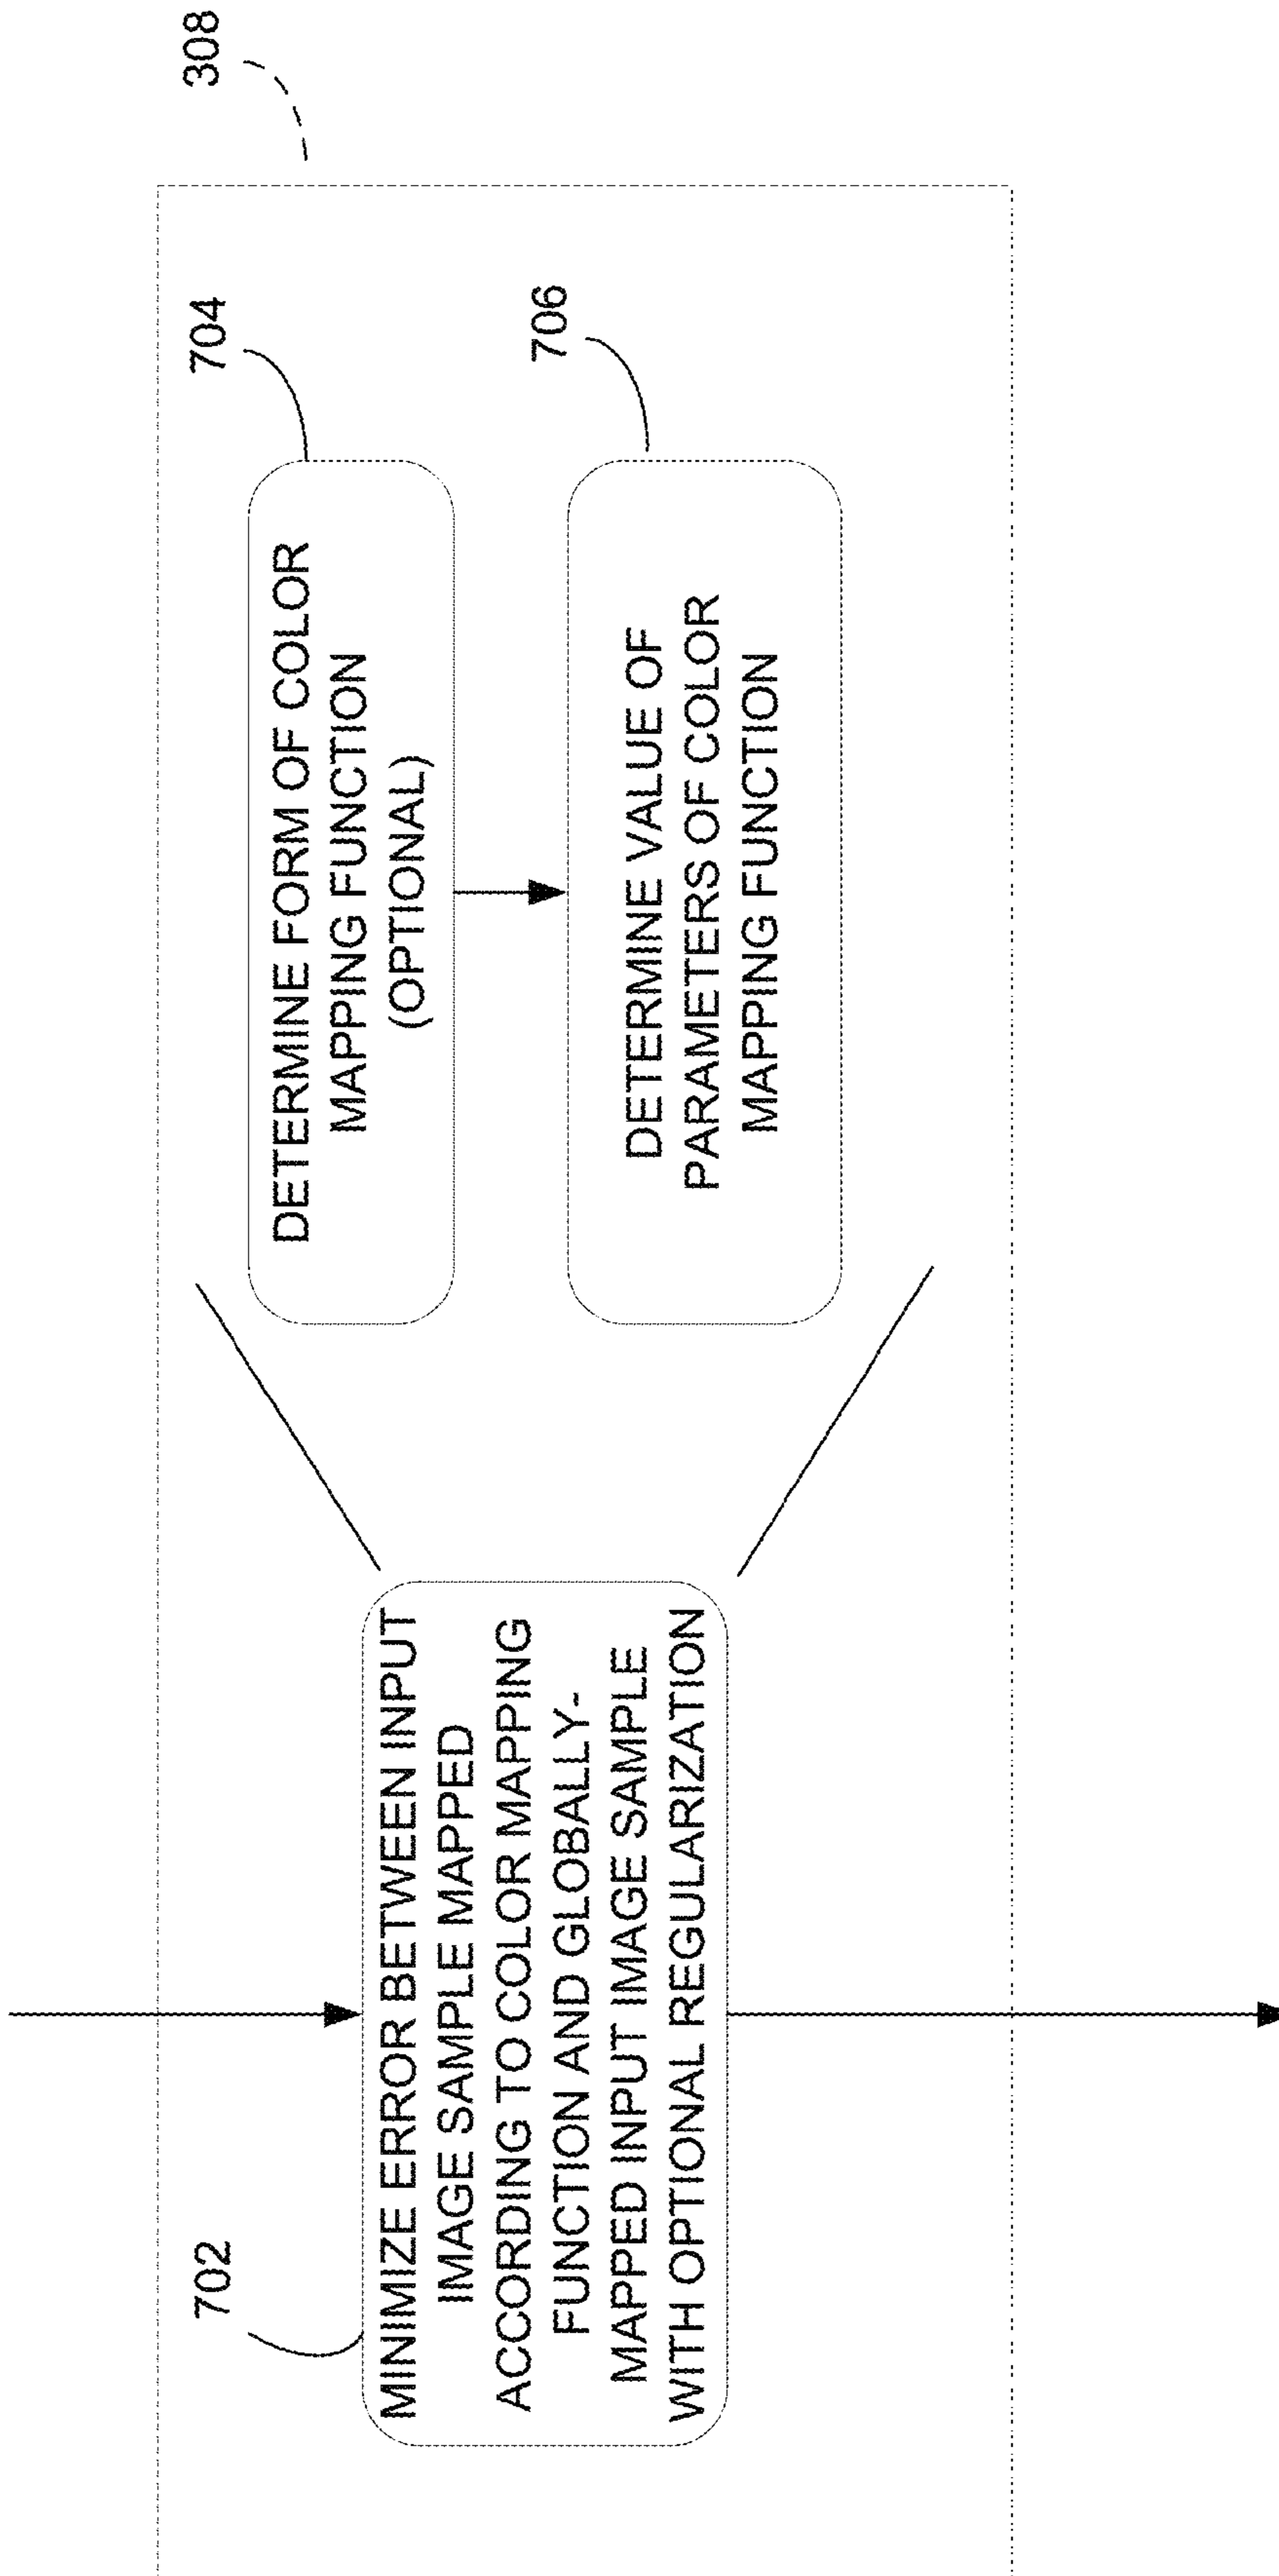 702
MINIMIZE ERROR BETWEEN INPUT
IMAGE SAMPLE MAPPED
ACCORDING TO COLOR MAPPING
FUNCTION AND GLOBALLY-
MAPPED INPUT IMAGE SAMPLE
WITH OPTIONAL REGULARIZATION
308
704
DETERMINE FORM OF COLOR
MAPPING FUNCTION
(OPTIONAL)
706
DETERMINE VALUE OF
PARAMETERS OF COLOR
MAPPING FUNCTION